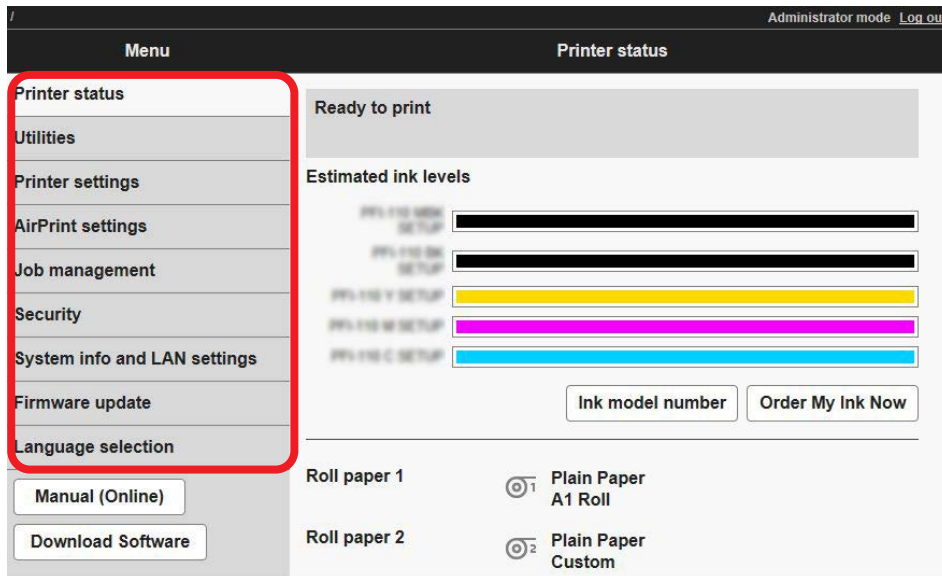 /
Administrator mode Log ou
Menu
Printer status
Printer status
Utilities
Printer settings
AirPrint settings
Job management
Security
System info and LAN settings
Firmware update
Language selection
Manual (Online)
Download Software
Ready to print
Estimated ink levels
Ink model number
Order My Ink Now
Roll paper 1
1
Plain Paper
A1 Roll
Roll paper 2
2
Plain Paper
Custom